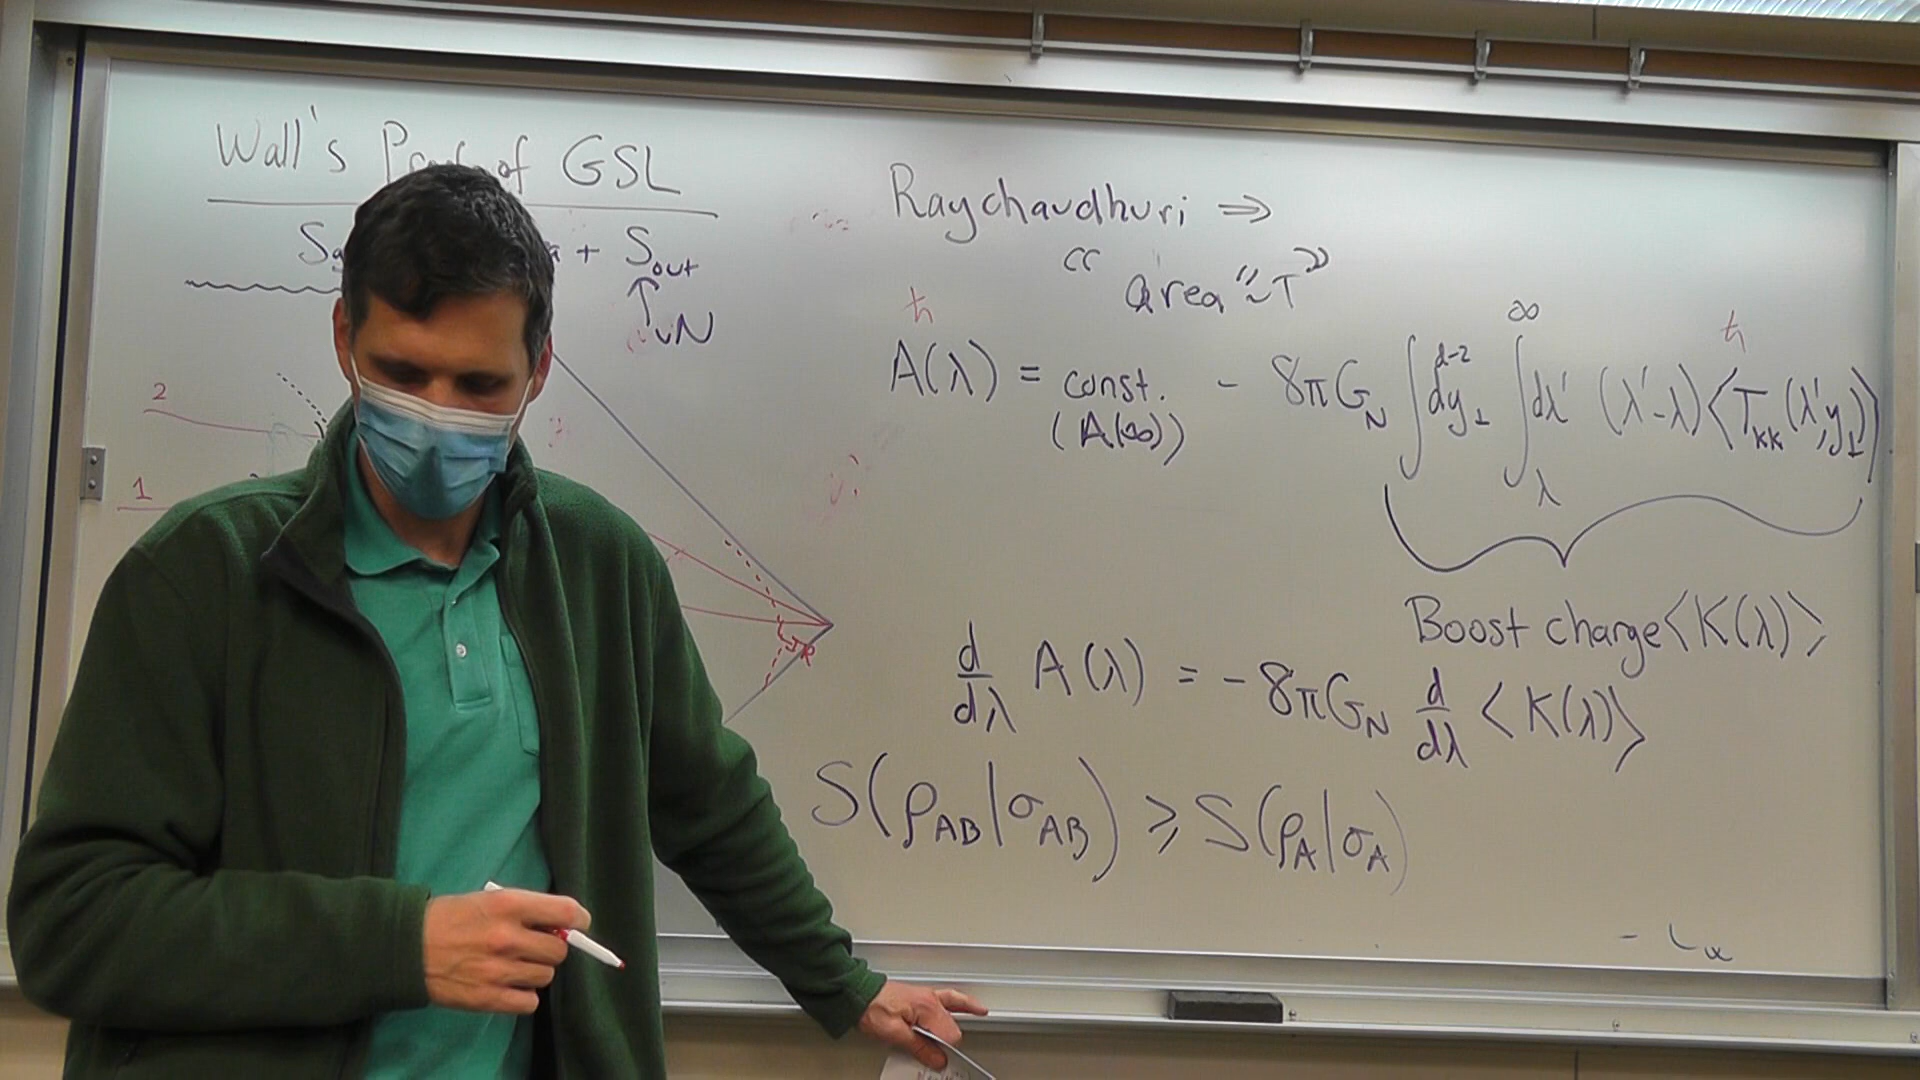 Wall's Proof of GSL
+ S_out
↑ vN
2
1
R
Raychaudhuri ⇒
"area'' ~ T"
ħ ħ
A(λ) = const. (A(∞)) - 8πG_N ∫ d^{d-2}y_⊥ ∫_λ^∞ dλ' (λ'-λ) ⟨T_kk(λ', y_⊥)⟩
Boost charge ⟨K(λ)⟩
d/dλ A(λ) = - 8πG_N d/dλ ⟨K(λ)⟩
S(ρ_AB|σ_AB) ⩾ S(ρ_A|σ_A)